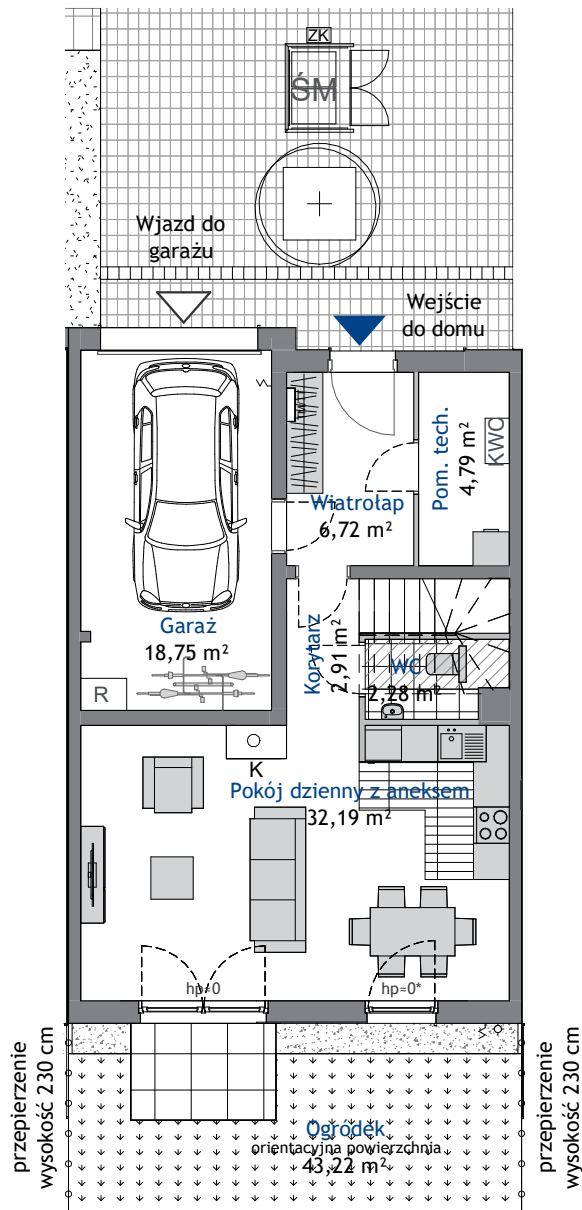 ZK
ŚM
Wjazd do
garażu
Wejście
do domu
Pom. tech.
4,79 m²
KWC
Wiatrołap
6,72 m²
Garaż
18,75 m²
Korytarz
2,91 m²
WC
2,28 m²
R
K
Pokój dzienny z aneksem
32,19 m²
hp=0
hp=0*
przepierzenie
wysokość 230 cm
Ogródek
orientacyjna powierzchnia
43,22 m²
przepierzenie
wysokość 230 cm